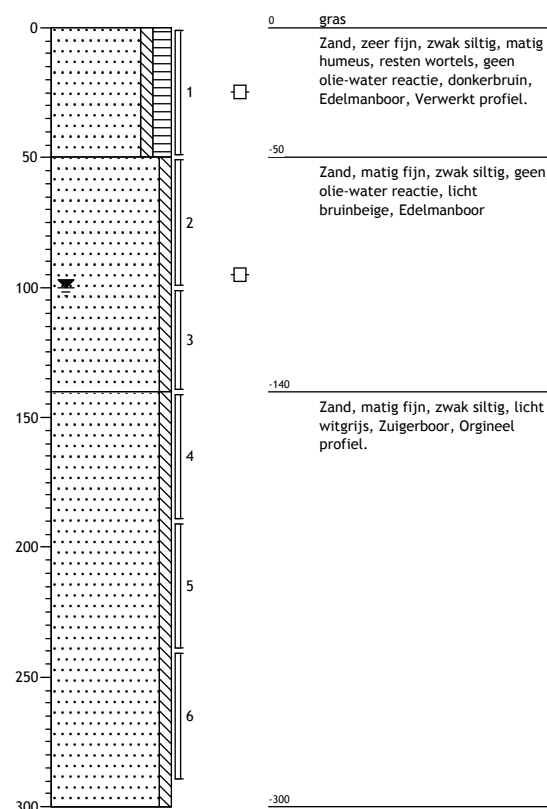 0
50
100
150
200
250
300
1
2
3
4
5
6
0 gras
Zand, zeer fijn, zwak siltig, matig
humeus, resten wortels, geen
olie-water reactie, donkerbruin,
Edelmanboor, Verwerkt profiel.
-50
Zand, matig fijn, zwak siltig, geen
olie-water reactie, licht
bruinbeige, Edelmanboor
-140
Zand, matig fijn, zwak siltig, licht
witgrijs, Zuigerboor, Orgineel
profiel.
-300